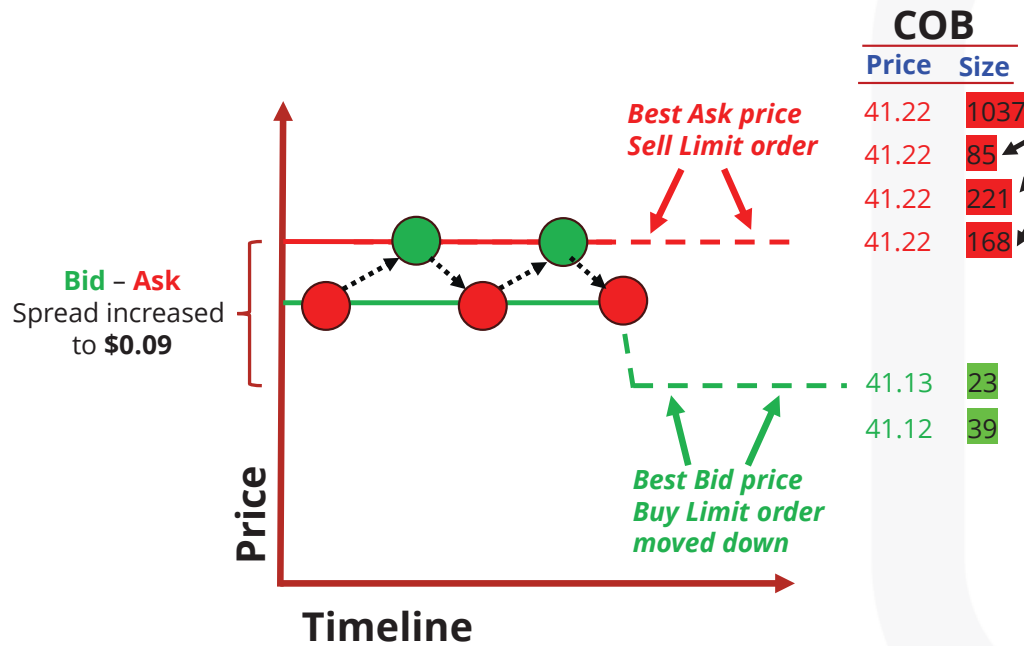 COB
Price Size
41.22 1037
41.22 85
41.22 221
41.22 168
41.13 23
41.12 39
Best Ask price
Sell Limit order
Bid – Ask
Spread increased
to $0.09
Best Bid price
Buy Limit order
moved down
Price
Timeline